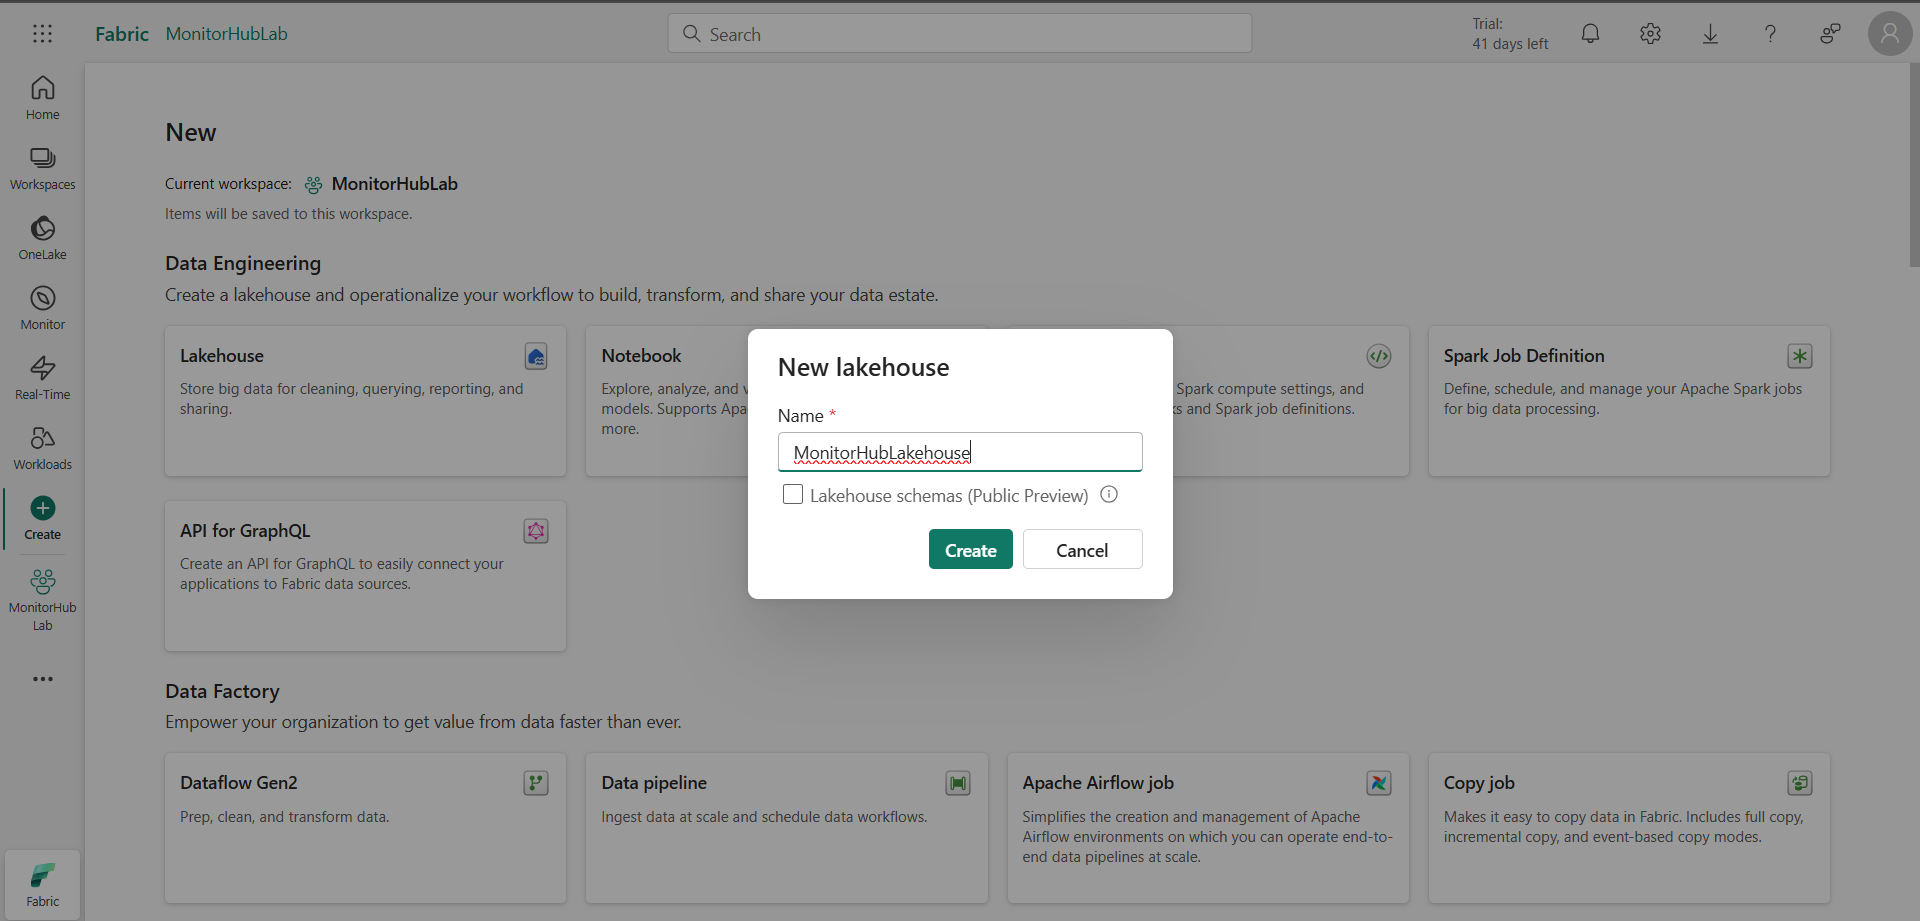 Fabric MonitorHubLab
Search
Trial:
41 days left
Home
Workspaces
OneLake
Monitor
Real-Time
Workloads
Create
MonitorHub
Lab
Fabric
New
Current workspace: MonitorHubLab
Items will be saved to this workspace.
Data Engineering
Create a lakehouse and operationalize your workflow to build, transform, and share your data estate.
Lakehouse
Store big data for cleaning, querying, reporting, and
sharing.
Notebook
Explore, analyze, and
models. Supports Apa
more.
Spark compute settings, and
and Spark job definitions.
Spark Job Definition
Define, schedule, and manage your Apache Spark jobs
for big data processing.
New lakehouse
Name *
MonitorHubLakehouse
Lakehouse schemas (Public Preview)
Create
Cancel
API for GraphQL
Create an API for GraphQL to easily connect your
applications to Fabric data sources.
Data Factory
Empower your organization to get value from data faster than ever.
Dataflow Gen2
Prep, clean, and transform data.
Data pipeline
Ingest data at scale and schedule data workflows.
Apache Airflow job
Simplifies the creation and management of Apache
Airflow environments on which you can operate end-to-
end data pipelines at scale.
Copy job
Makes it easy to copy data in Fabric. Includes full copy,
incremental copy, and event-based copy modes.